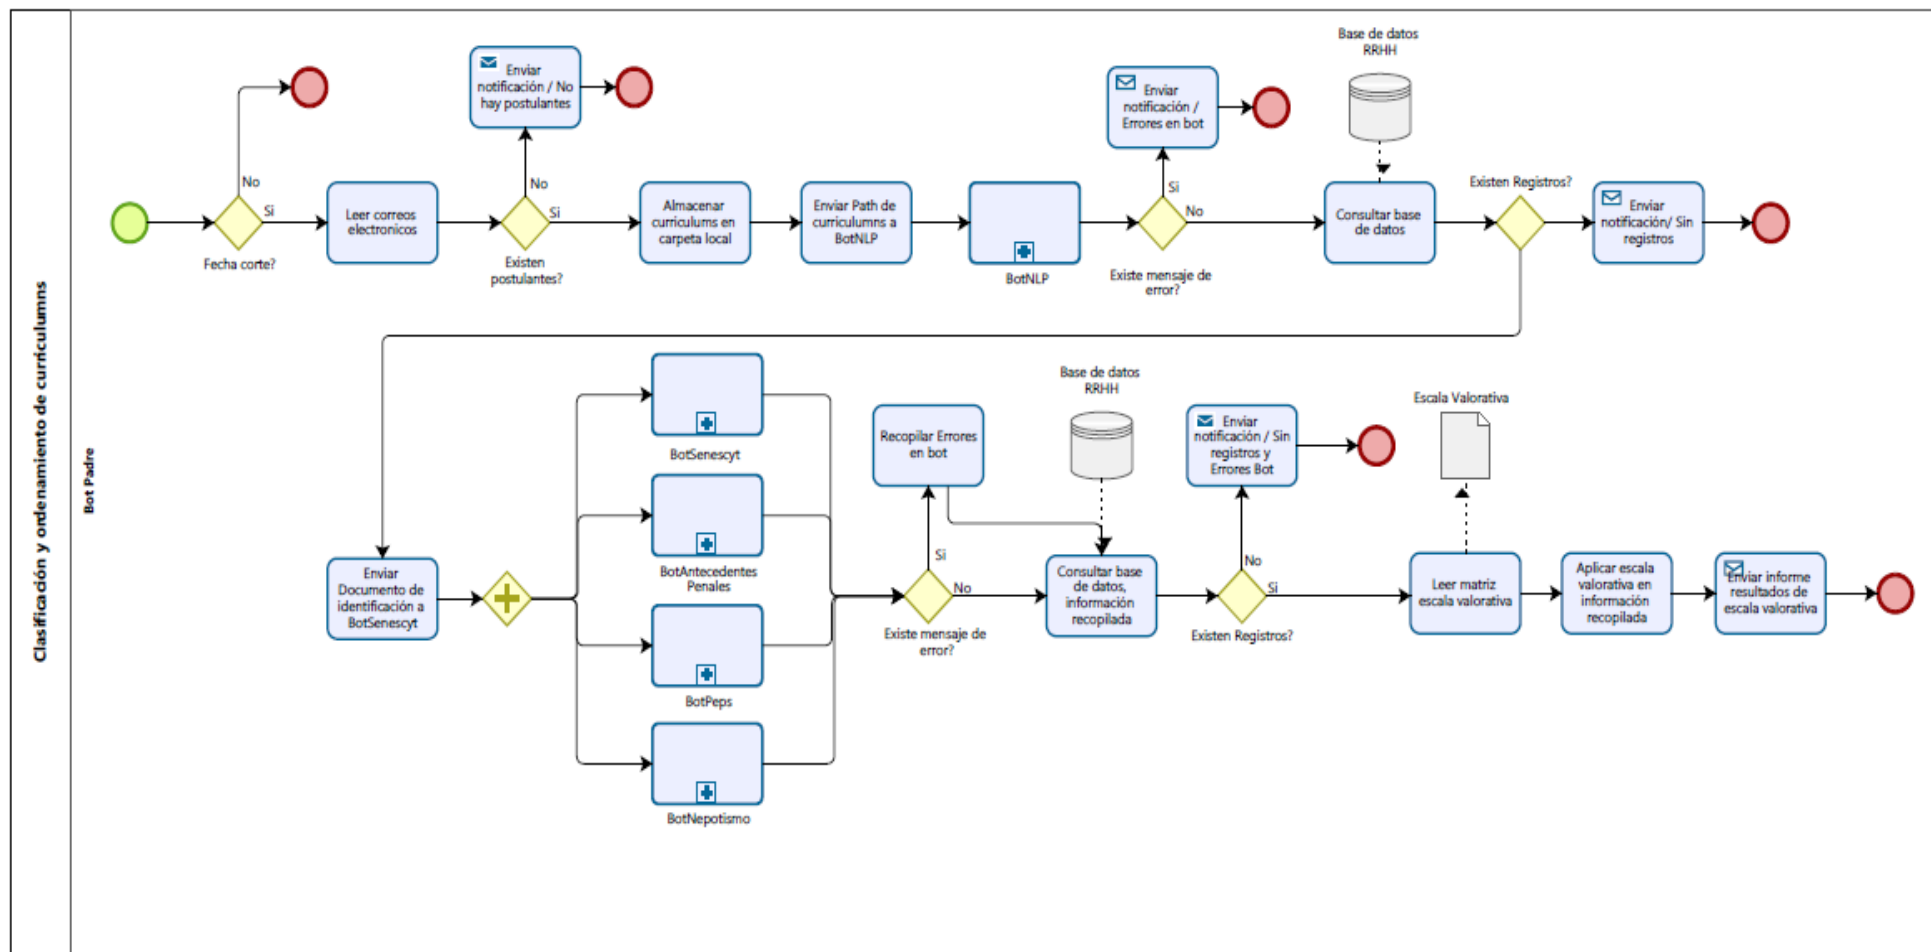 Clasificación y ordenamiento de curriculumns
Bot Padre
No
Si
Fecha corte?
Leer correos
electronicos
Enviar
notificación / No
hay postulantes
No
Si
Existen
postulantes?
Almacenar
curriculums en
carpeta local
Enviar Path de
curriculumns a
BotNLP
BotNLP
Enviar
notificación /
Errores en bot
Si
No
Existe mensaje de
error?
Base de datos
RRHH
Consultar base
de datos
Existen Registros?
Enviar
notificación/ Sin
registros
Enviar
Documento de
identificación a
BotSenescyt
BotSenescyt
BotAntecedentes
Penales
BotPeps
BotNepotismo
Recopilar Errores
en bot
Si
No
Existe mensaje de
error?
Base de datos
RRHH
Consultar base
de datos,
información
recopilada
Enviar
notificación / Sin
registros y
Errores Bot
No
Si
Existen Registros?
Escala Valorativa
Leer matriz
escala valorativa
Aplicar escala
valorativa en
información
recopilada
Enviar informe
resultados de
escala valorativa